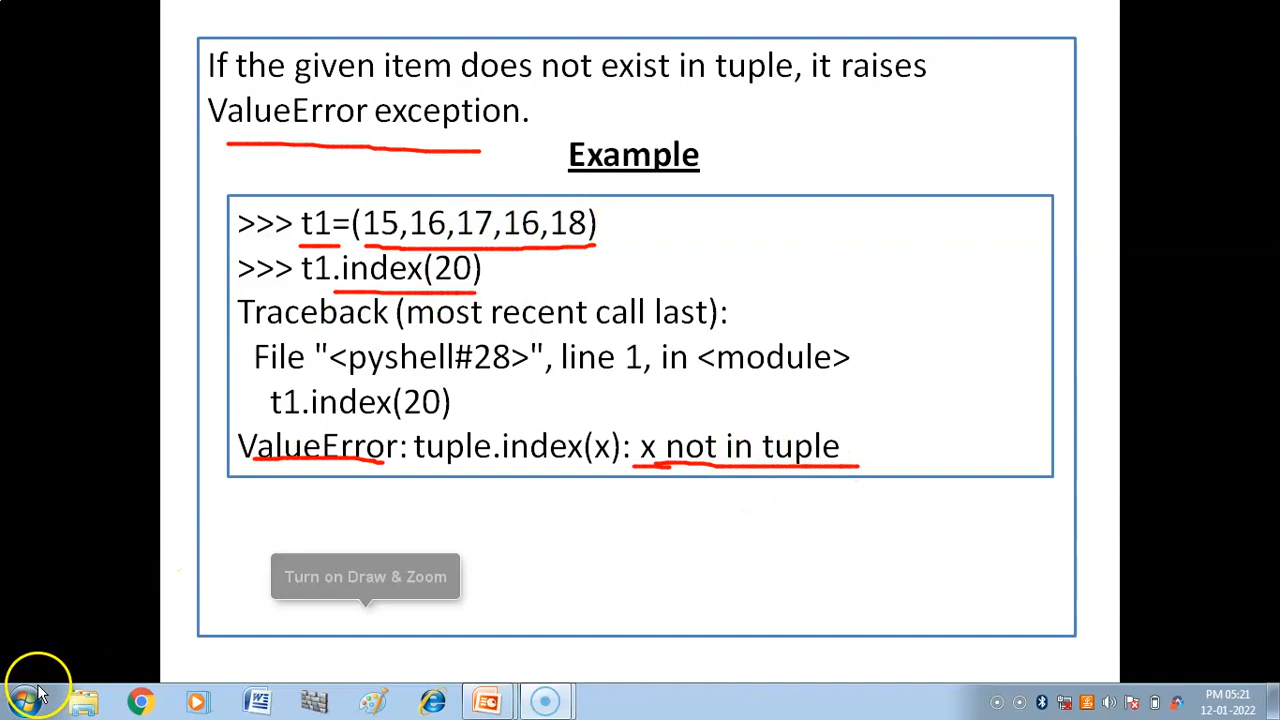 If the given item does not exist in tuple, it raises
ValueError exception.
Example
>>> t1=(15,16,17,16,18)
>>> t1.index(20)
Traceback (most recent call last):
File "<pyshell#28>", line 1, in <module>
t1.index(20)
ValueError: tuple.index(x): x not in tuple
Turn on Draw & Zoom
PM 05:21
12-01-2022